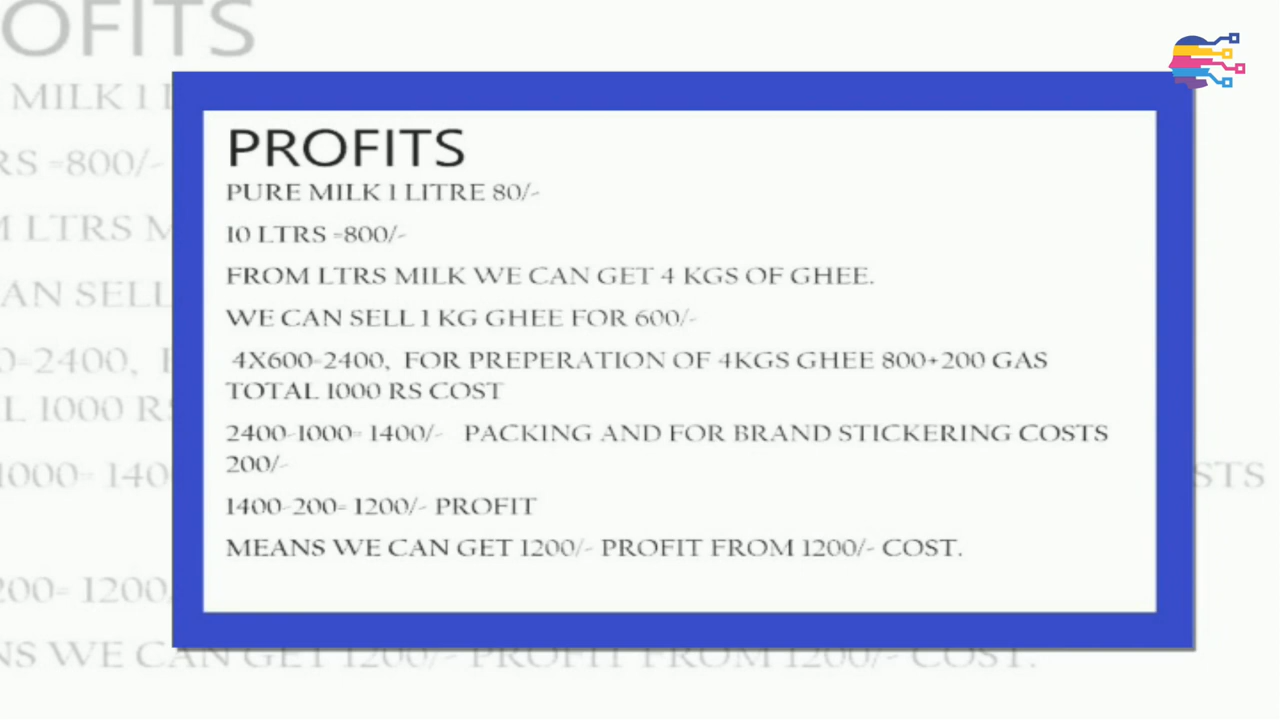 PROFITS
PURE MILK 1 LITRE 80/-
10 LTRS =800/-
FROM LTRS MILK WE CAN GET 4 KGS OF GHEE.
WE CAN SELL 1 KG GHEE FOR 600/-
4X600=2400, FOR PREPERATION OF 4KGS GHEE 800+200 GAS
TOTAL 1000 RS COST
2400-1000= 1400/- PACKING AND FOR BRAND STICKERING COSTS
200/-
1400-200= 1200/- PROFIT
MEANS WE CAN GET 1200/- PROFIT FROM 1200/- COST.